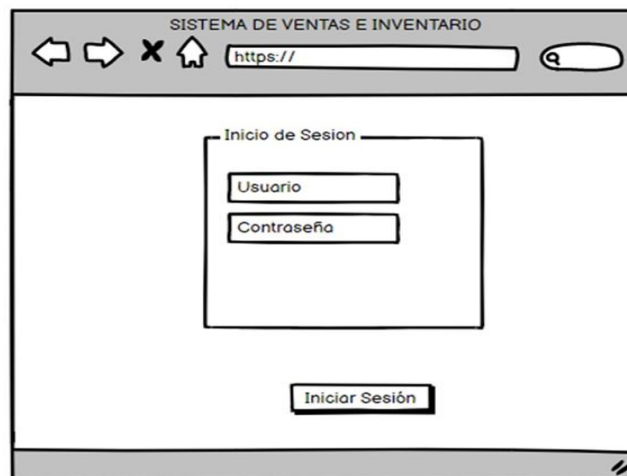 SISTEMA DE VENTAS E INVENTARIO
https://
Inicio de Sesion
Usuario
Contraseña
Iniciar Sesión